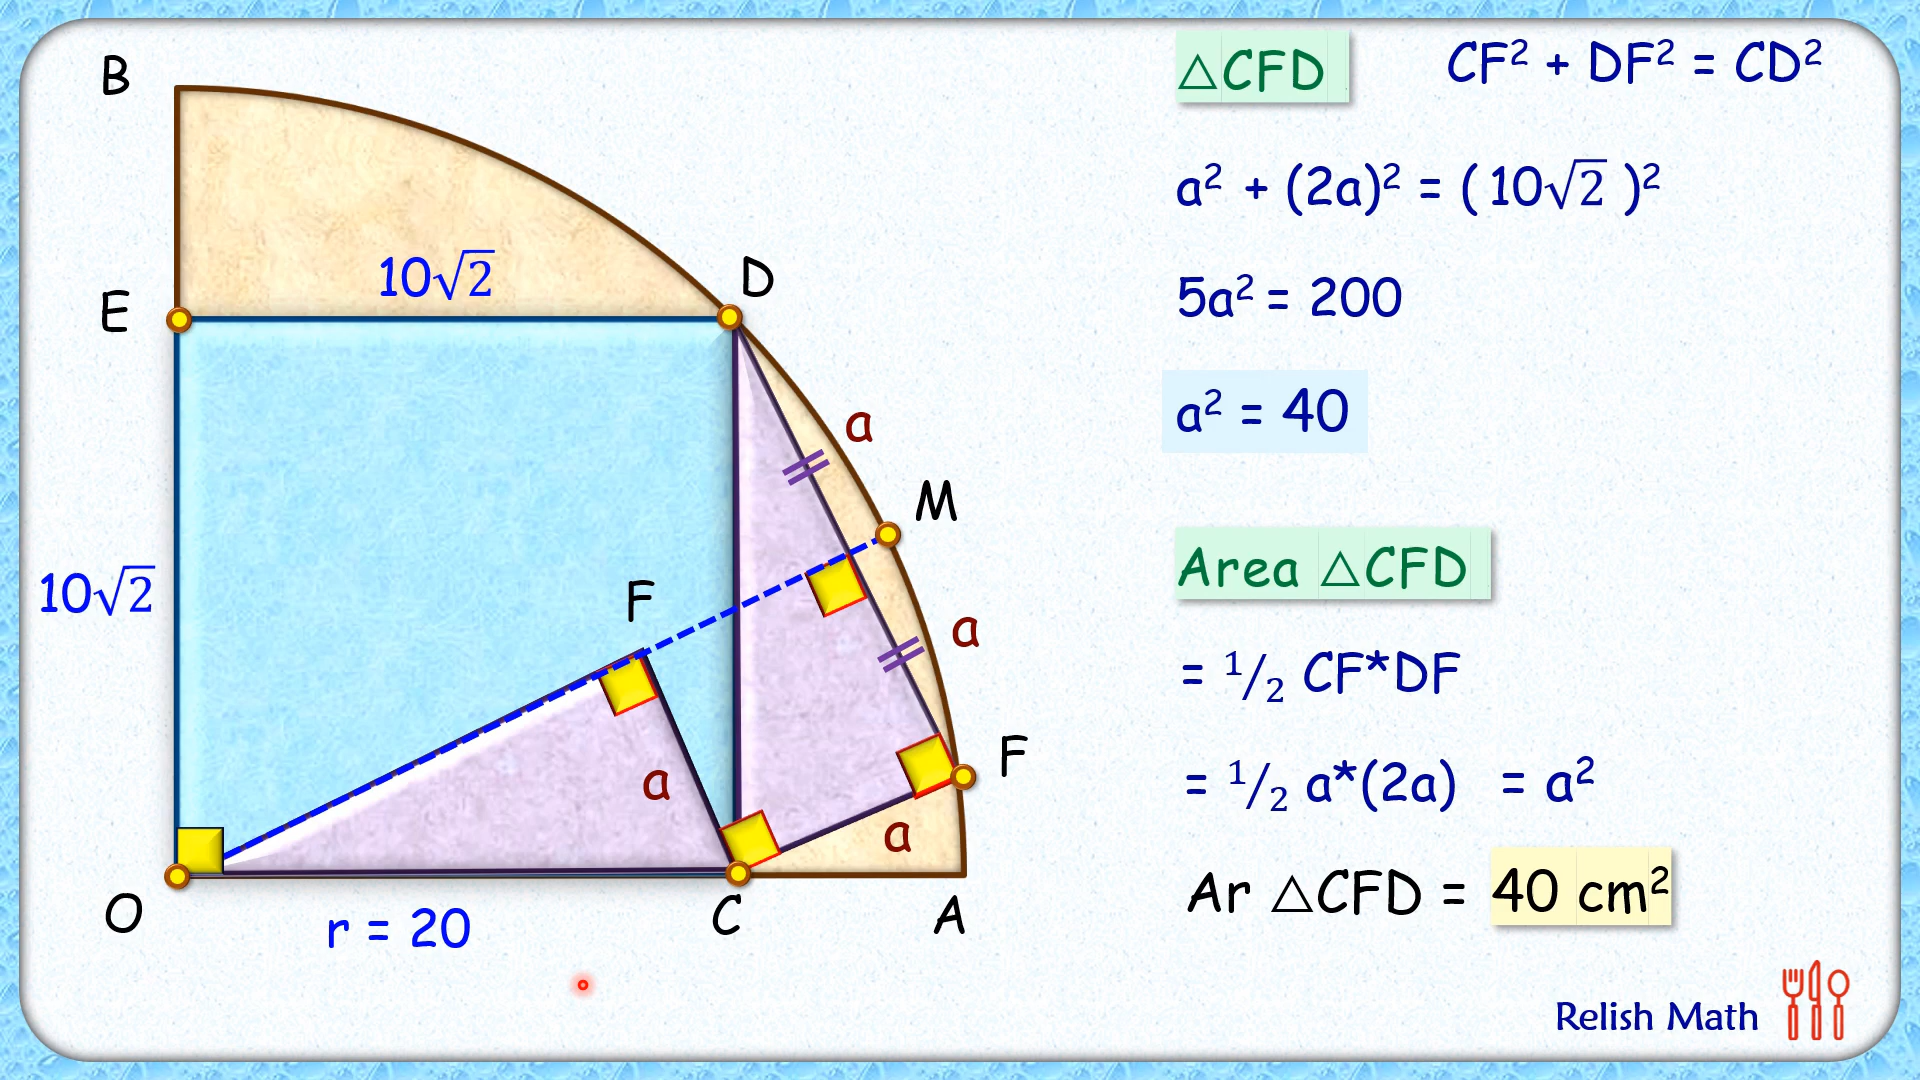 B
△CFD CF² + DF² = CD²
a² + (2a)² = ( 10√2 )²
10√2
D
E
5a² = 200
a² = 40
a
M
Area △CFD
10√2
F
a
= ¹/₂ CF*DF
F
a
= ¹/₂ a*(2a) = a²
a
Ar △CFD = 40 cm²
O
C
A
r = 20
Relish Math